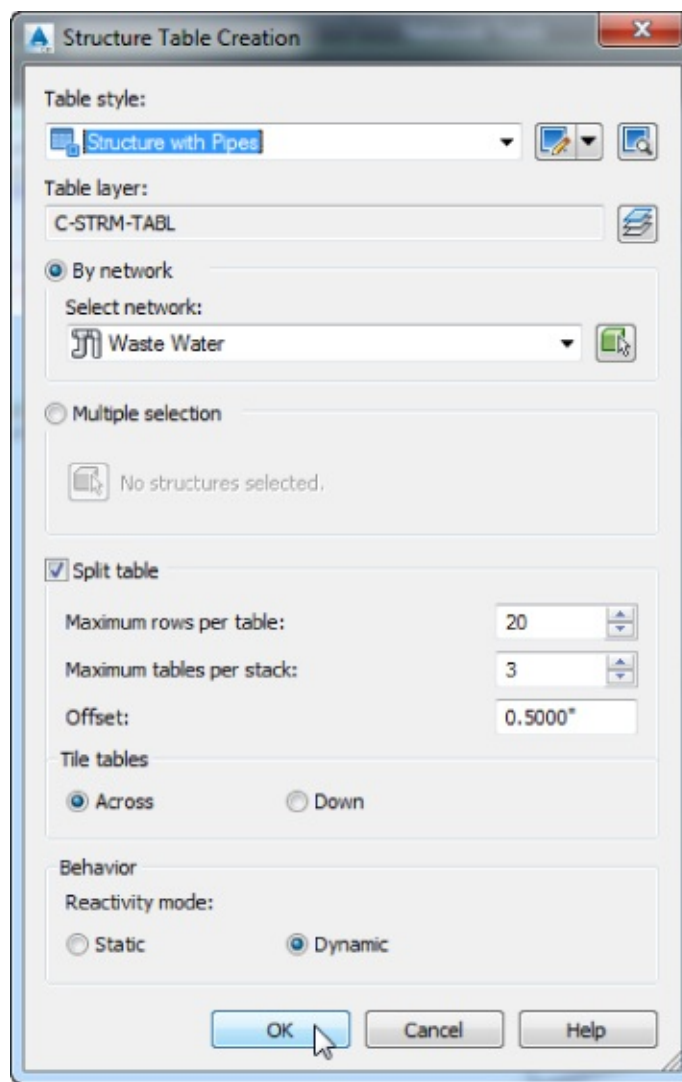 Structure Table Creation
Table style:
Structure with Pipes
Table layer:
C-STRM-TABL
By network
Select network:
Waste Water
Multiple selection
No structures selected.
Split table
Maximum rows per table: 20
Maximum tables per stack: 3
Offset: 0.5000"
Tile tables
Across Down
Behavior
Reactivity mode:
Static Dynamic
OK Cancel Help